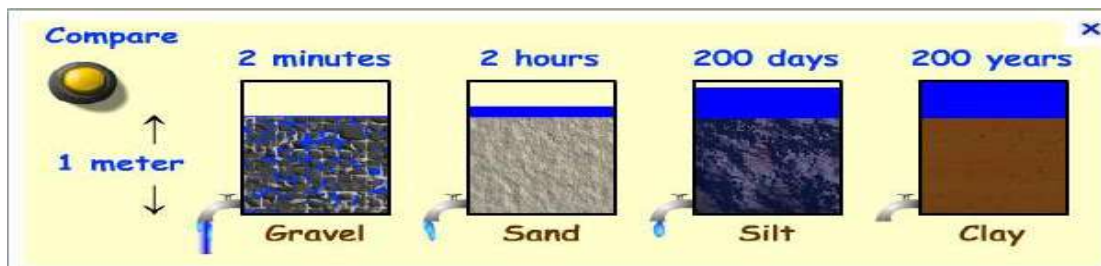 Compare
2 minutes 2 hours 200 days 200 years
1 meter
Gravel Sand Silt Clay